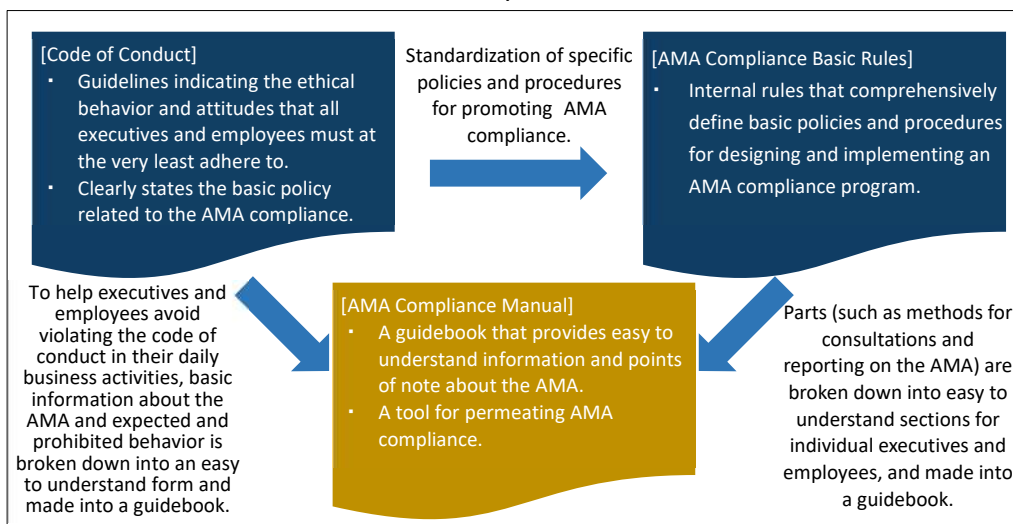 [Code of Conduct]
・ Guidelines indicating the ethical
behavior and attitudes that all
executives and employees must at
the very least adhere to.
・ Clearly states the basic policy
related to the AMA compliance.
Standardization of specific
policies and procedures
for promoting AMA
compliance.
[AMA Compliance Basic Rules]
・ Internal rules that comprehensively
define basic policies and procedures
for designing and implementing an
AMA compliance program.
To help executives and
employees avoid
violating the code of
conduct in their daily
business activities, basic
information about the
AMA and expected and
prohibited behavior is
broken down into an easy
to understand form and
made into a guidebook.
[AMA Compliance Manual]
・ A guidebook that provides easy to
understand information and points
of note about the AMA.
・ A tool for permeating AMA
compliance.
Parts (such as methods for
consultations and
reporting on the AMA) are
broken down into easy to
understand sections for
individual executives and
employees, and made into
a guidebook.